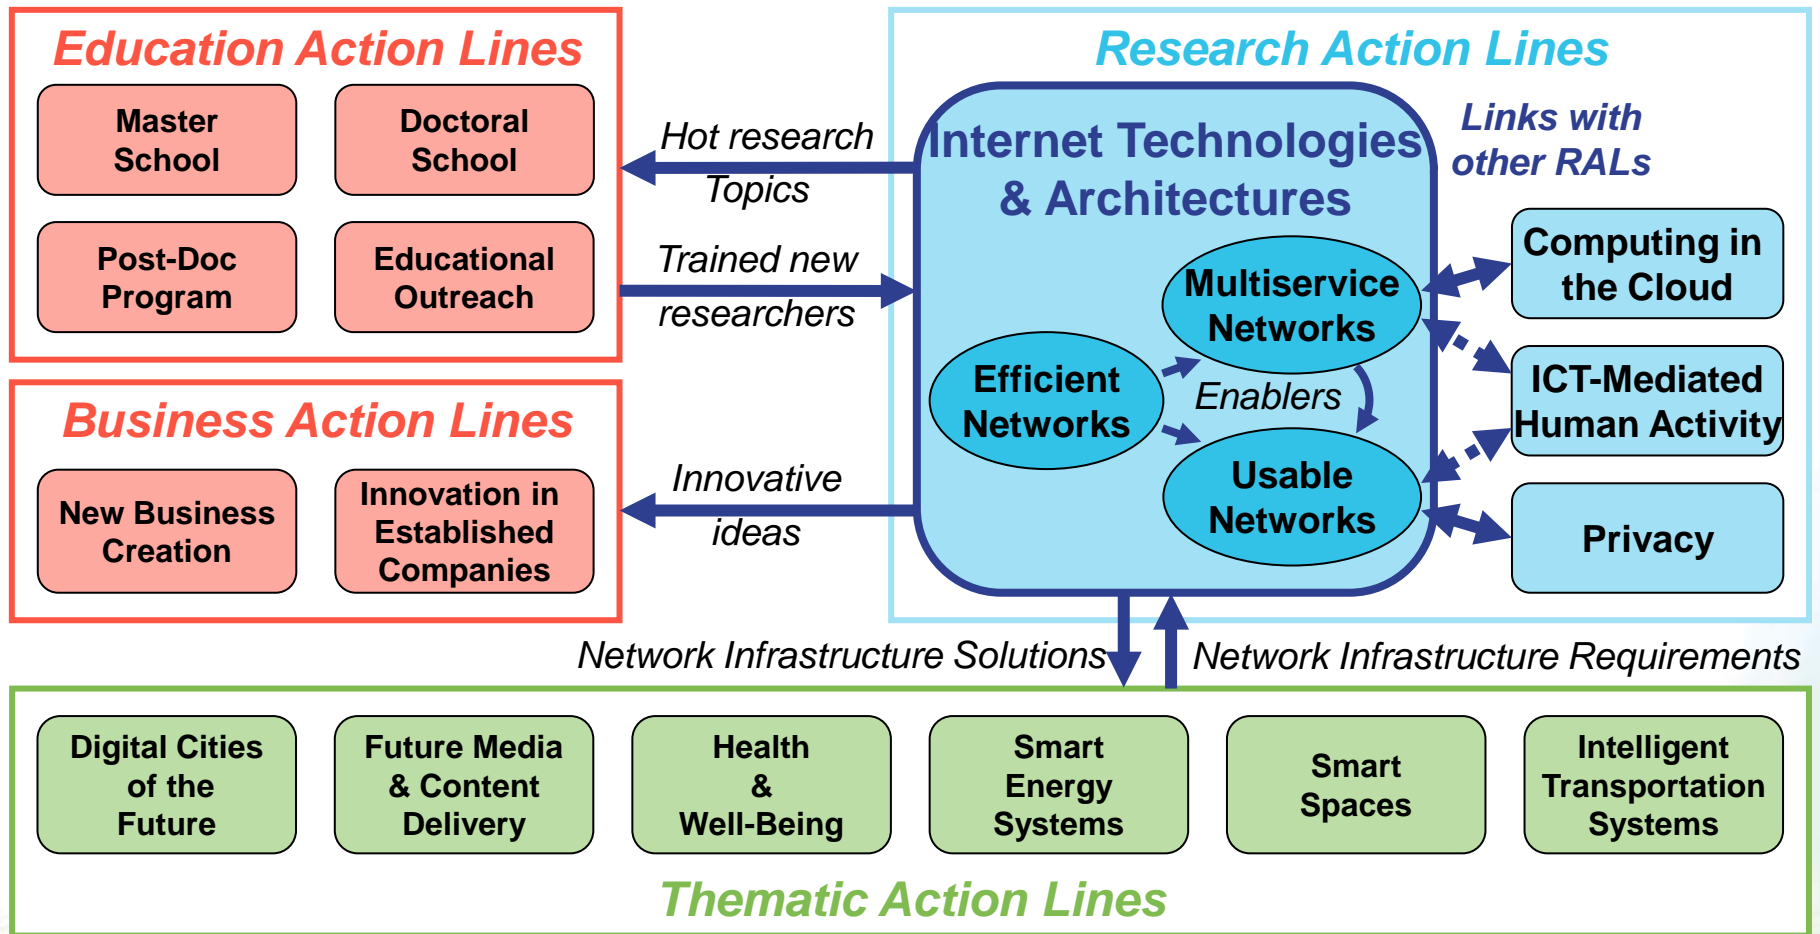 Education Action Lines
Master
School
Doctoral
School
Post-Doc
Program
Educational
Outreach
Business Action Lines
New Business
Creation
Innovation in
Established
Companies
Hot research
Topics
Trained new
researchers
Innovative
ideas
Research Action Lines
Internet Technologies
& Architectures
Links with
other RALs
Multiservice
Networks
Efficient
Networks
Enablers
Usable
Networks
Computing in
the Cloud
ICT-Mediated
Human Activity
Privacy
Network Infrastructure Solutions
Network Infrastructure Requirements
Digital Cities
of the
Future
Future Media
& Content
Delivery
Health
&
Well-Being
Smart
Energy
Systems
Smart
Spaces
Intelligent
Transportation
Systems
Thematic Action Lines